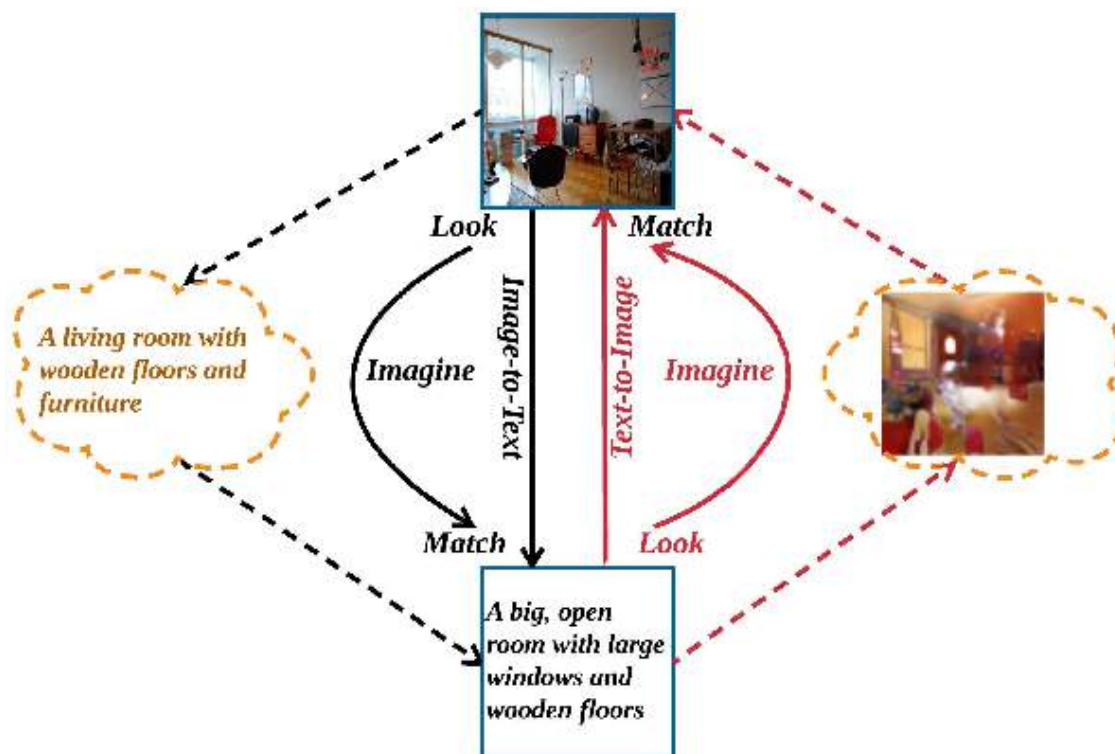 Look
Match
A living room with
wooden floors and
furniture
Imagine
Image-to-Text
Text-to-Image
Imagine
Match
Look
A big, open
room with large
windows and
wooden floors